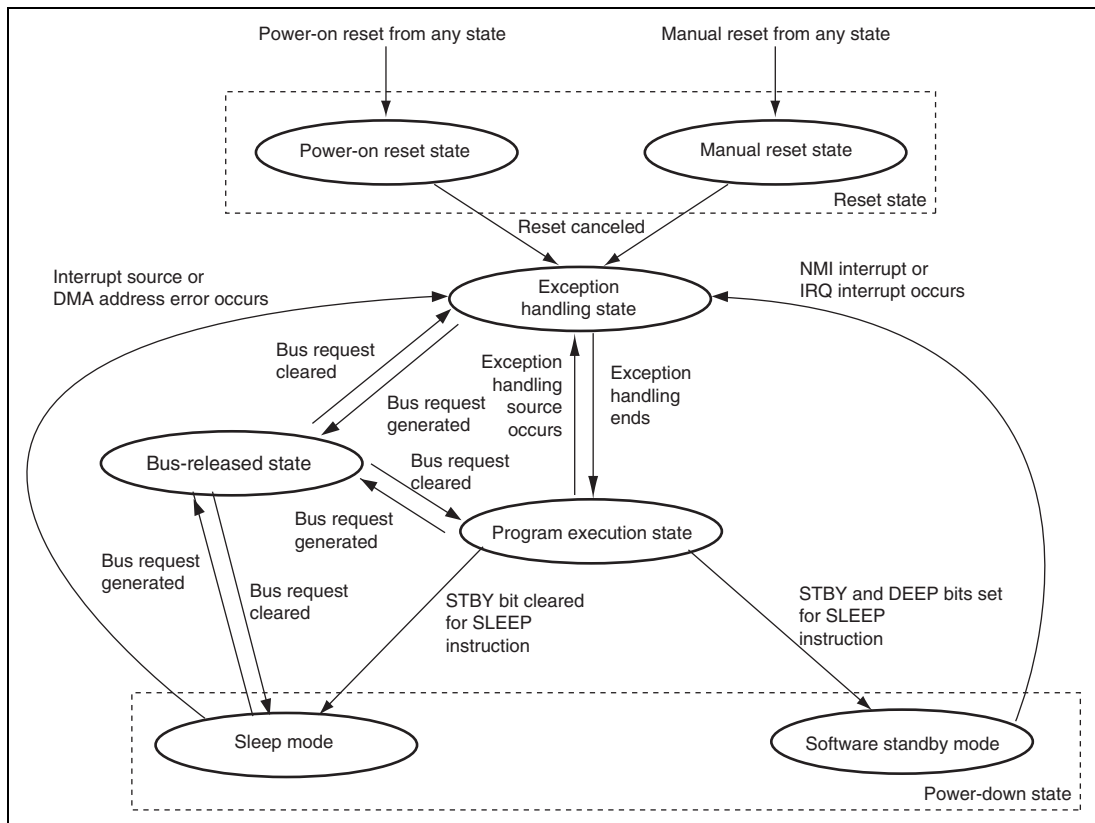 Power-on reset from any state
Manual reset from any state
Power-on reset state
Manual reset state
Reset state
Reset canceled
Interrupt source or
DMA address error occurs
NMI interrupt or
IRQ interrupt occurs
Exception
handling state
Bus request
cleared
Bus request
generated
Exception
handling
source
occurs
Exception
handling
ends
Bus-released state
Bus request
cleared
Bus request
generated
Program execution state
Bus request
generated
Bus request
cleared
STBY bit cleared
for SLEEP
instruction
STBY and DEEP bits set
for SLEEP
instruction
Sleep mode
Software standby mode
Power-down state